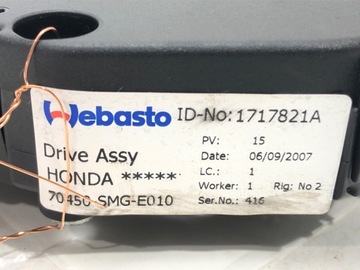 Webasto ID-No:1717821A
PV: 15
Drive Assy Date: 06/09/2007
HONDA ***** LC.: 1
Worker: 1 Rig: No 2
70450-SMG-E010 Ser.No.: 416